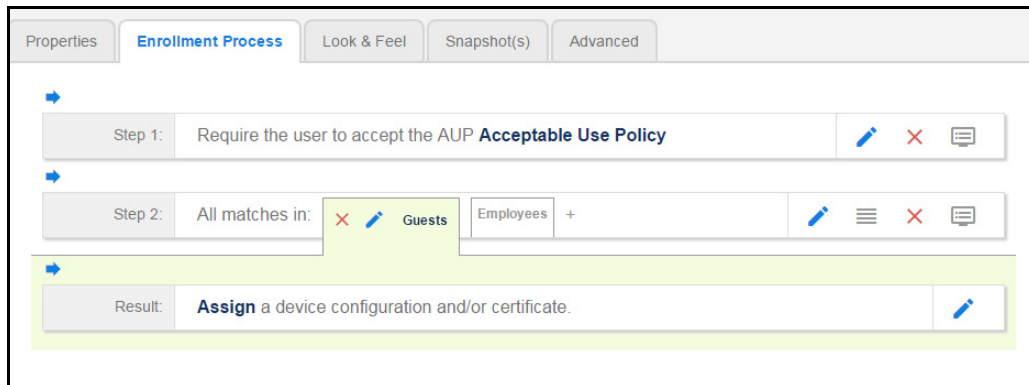 Properties Enrollment Process Look & Feel Snapshot(s) Advanced
Step 1: Require the user to accept the AUP Acceptable Use Policy
Step 2: All matches in: Guests Employees +
Result: Assign a device configuration and/or certificate.